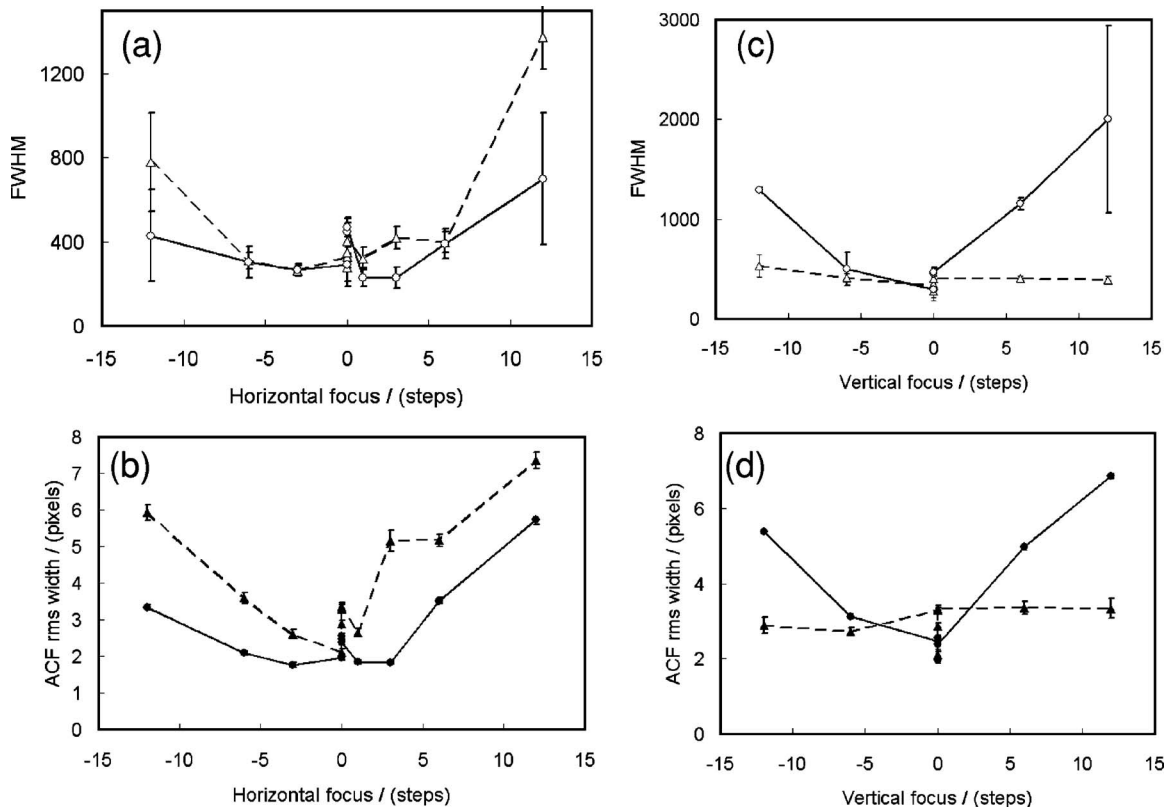 (a)
FWHM
1200
800
400
0
-15 -10 -5 0 5 10 15
Horizontal focus / (steps)
(c)
FWHM
3000
2000
1000
0
-15 -10 -5 0 5 10 15
Vertical focus / (steps)
(b)
ACF rms width / (pixels)
8
7
6
5
4
3
2
1
0
-15 -10 -5 0 5 10 15
Horizontal focus / (steps)
(d)
ACF rms width / (pixels)
8
6
4
2
0
-15 -10 -5 0 5 10 15
Vertical focus / (steps)